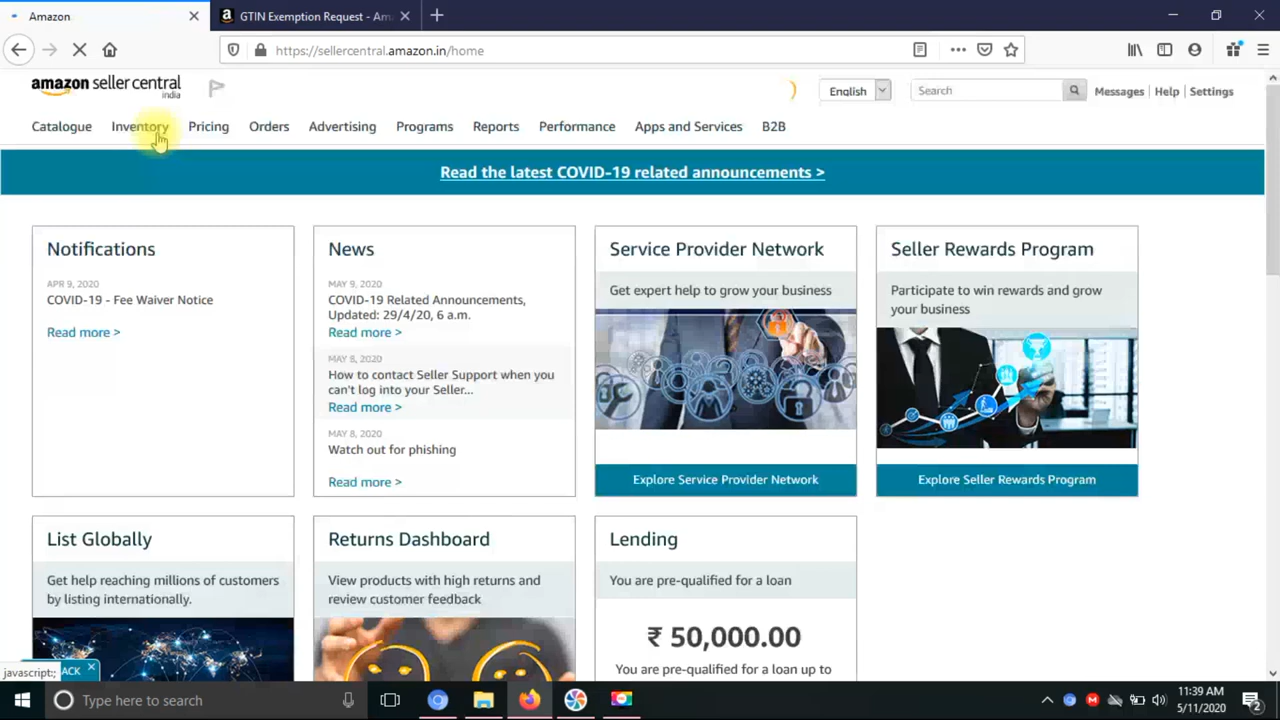 Amazon
GTIN Exemption Request - Am
https://sellercentral.amazon.in/home
amazon seller central
india
English
Search
Messages | Help | Settings
Catalogue Inventory Pricing Orders Advertising Programs Reports Performance Apps and Services B2B
Read the latest COVID-19 related announcements >
Notifications
APR 9, 2020
COVID-19 - Fee Waiver Notice
Read more >
News
MAY 9, 2020
COVID-19 Related Announcements,
Updated: 29/4/20, 6 a.m.
Read more >
MAY 8, 2020
How to contact Seller Support when you
can't log into your Seller...
Read more >
MAY 8, 2020
Watch out for phishing
Read more >
Service Provider Network
Get expert help to grow your business
Explore Service Provider Network
Seller Rewards Program
Participate to win rewards and grow
your business
Explore Seller Rewards Program
List Globally
Get help reaching millions of customers
by listing internationally.
Returns Dashboard
View products with high returns and
review customer feedback
Lending
You are pre-qualified for a loan
₹ 50,000.00
You are pre-qualified for a loan up to
javascript:;
ACK
Type here to search
11:39 AM
5/11/2020
2